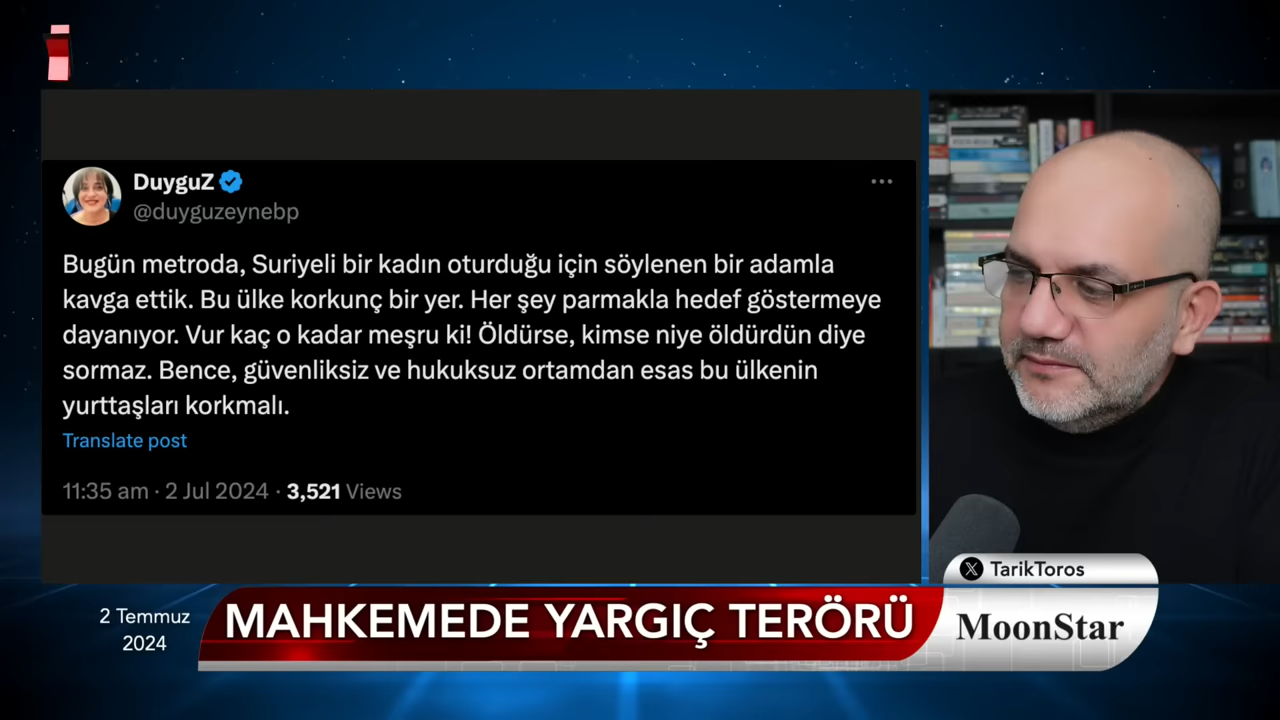 DuyguZ
@duyguzeynebp
Bugün metroda, Suriyeli bir kadın oturduğu için söylenen bir adamla
kavga ettik. Bu ülke korkunç bir yer. Her şey parmakla hedef göstermeye
dayanıyor. Vur kaç o kadar meşru ki! Öldürse, kimse niye öldürdün diye
sormaz. Bence, güvenliksiz ve hukuksuz ortamdan esas bu ülkenin
yurttaşları korkmalı.
Translate post
11:35 am · 2 Jul 2024 · 3,521 Views
X TarikToros
2 Temmuz
2024
MAHKEMEDE YARGIÇ TERÖRÜ
MoonStar